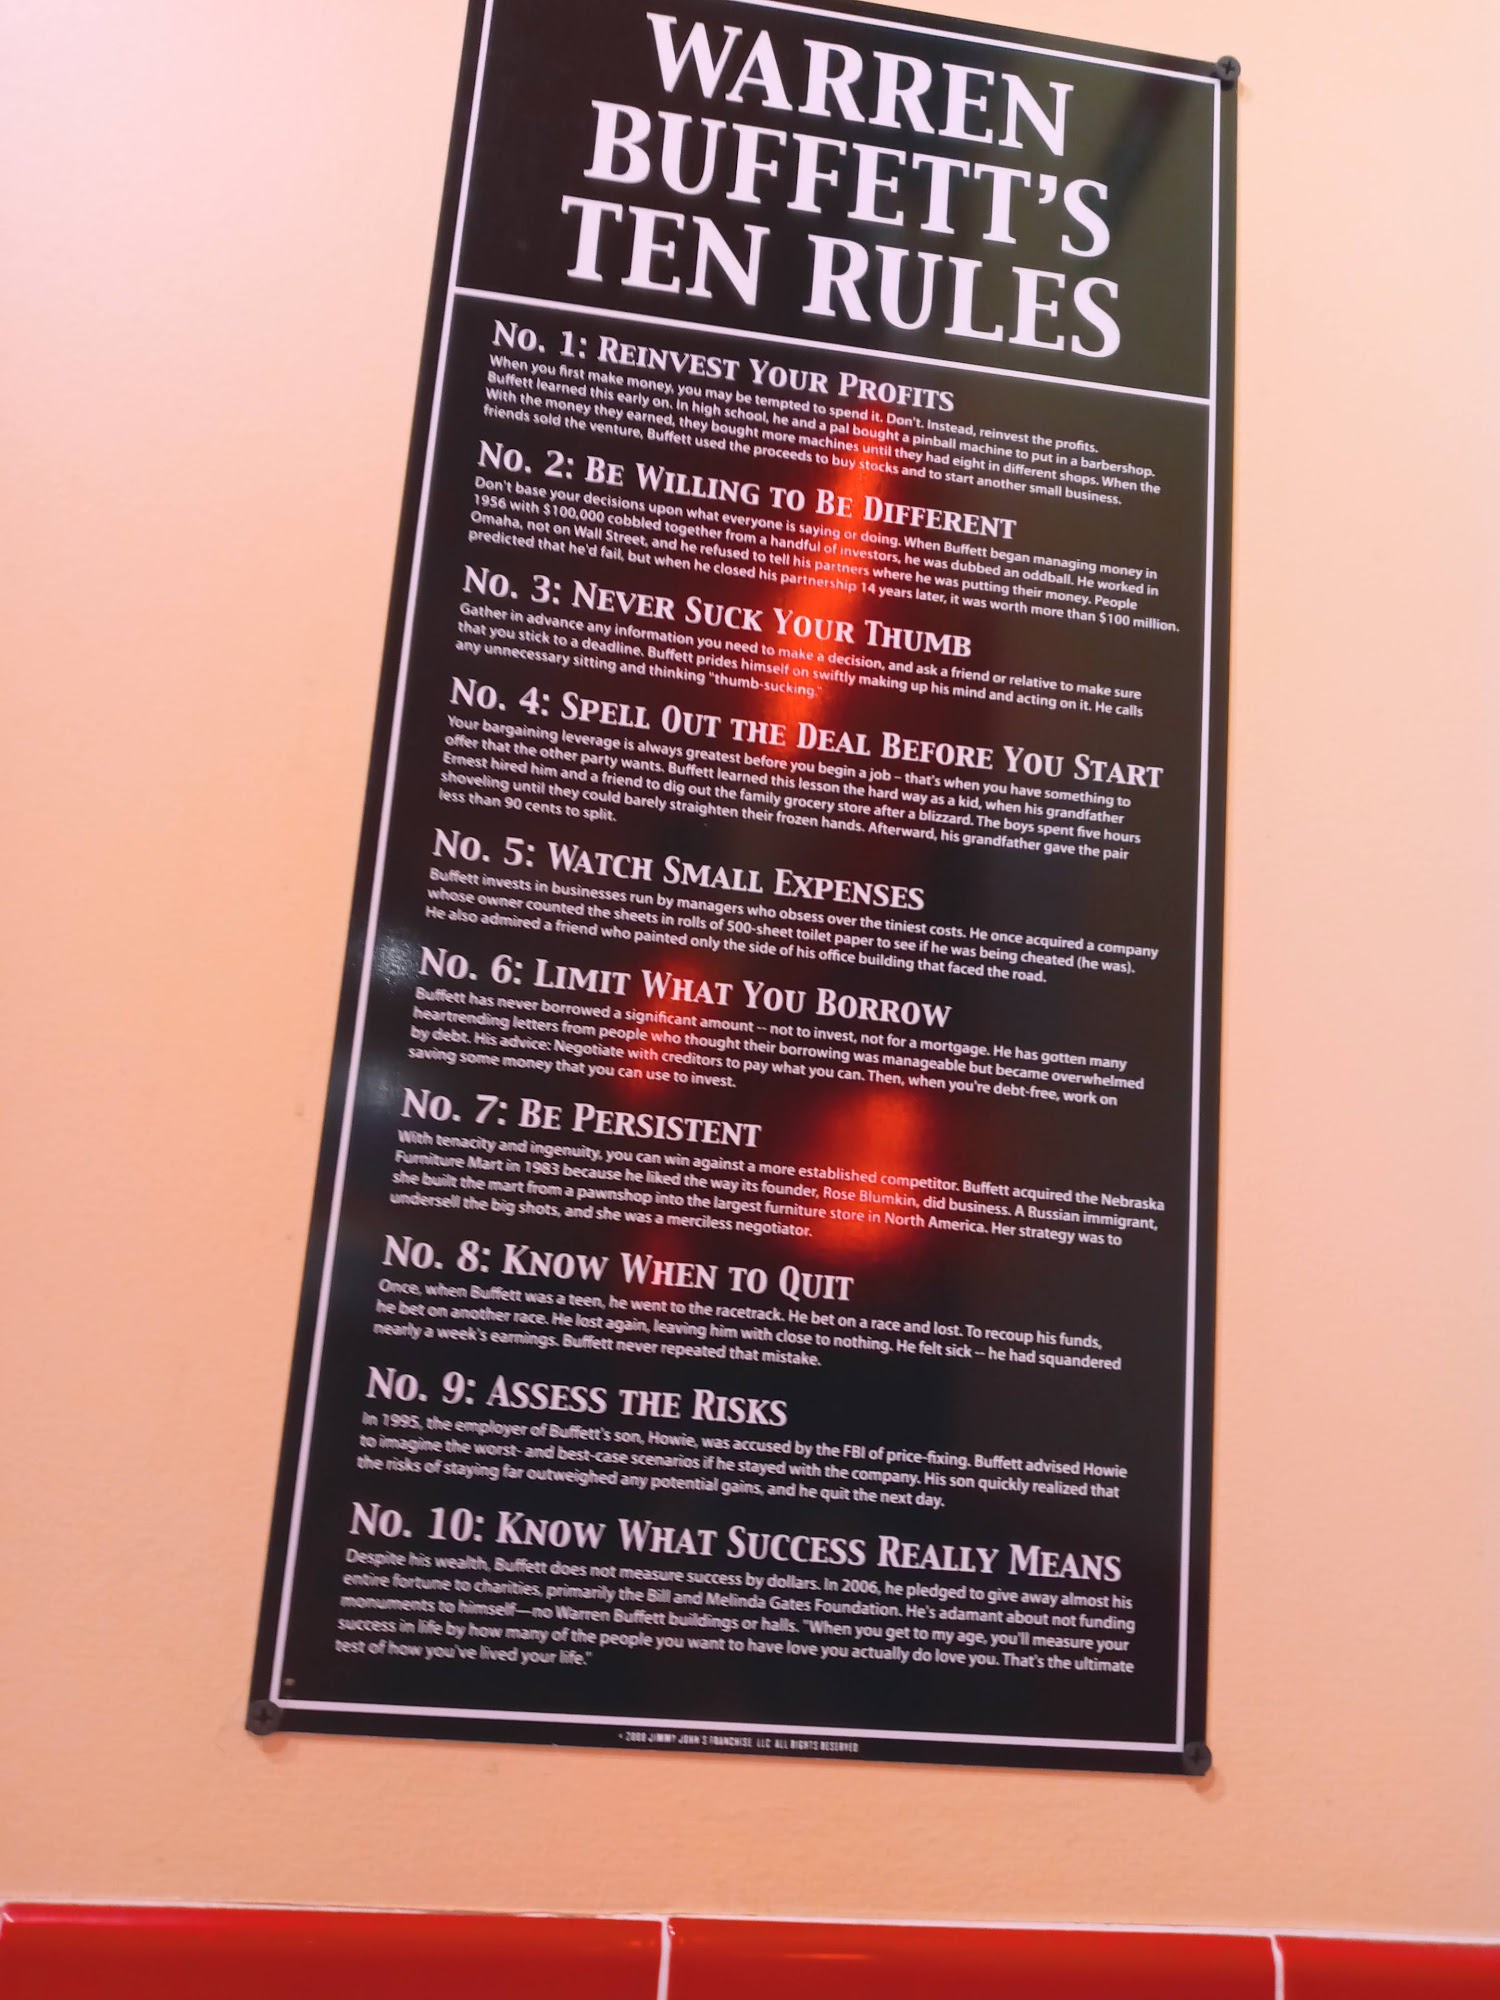 WARREN
BUFFETT'S
TEN RULES
No. 1: Reinvest Your Profits
When you first make money, you may be tempted to spend it. Don't. Instead, reinvest the profits.
Buffett learned this early on. In high school, he and a pal bought a pinball machine to put in a barbershop.
With the money they earned, they bought more machines until they had eight in different shops. When the
friends sold the venture, Buffett used the proceeds to buy stocks and to start another small business.
No. 2: Be Willing to Be Different
Don't base your decisions upon what everyone is saying or doing. When Buffett began managing money in
1956 with $100,000 cobbled together from a handful of investors, he was dubbed an oddball. He worked in
Omaha, not on Wall Street, and he refused to tell his partners where he was putting their money. People
predicted that he'd fail, but when he closed his partnership 14 years later, it was worth more than $100 million.
No. 3: Never Suck Your Thumb
Gather in advance any information you need to make a decision, and ask a friend or relative to make sure
that you stick to a deadline. Buffett prides himself on swiftly making up his mind and acting on it. He calls
any unnecessary sitting and thinking "thumb-sucking."
No. 4: Spell Out the Deal Before You Start
Your bargaining leverage is always greatest before you begin a job – that's when you have something to
offer that the other party wants. Buffett learned this lesson the hard way as a kid, when his grandfather
Ernest hired him and a friend to dig out the family grocery store after a blizzard. The boys spent five hours
shoveling until they could barely straighten their frozen hands. Afterward, his grandfather gave the pair
less than 90 cents to split.
No. 5: Watch Small Expenses
Buffett invests in businesses run by managers who obsess over the tiniest costs. He once acquired a company
whose owner counted the sheets in rolls of 500-sheet toilet paper to see if he was being cheated (he was).
He also admired a friend who painted only the side of his office building that faced the road.
No. 6: Limit What You Borrow
Buffett has never borrowed a significant amount -- not to invest, not for a mortgage. He has gotten many
heartrending letters from people who thought their borrowing was manageable but became overwhelmed
by debt. His advice: Negotiate with creditors to pay what you can. Then, when you're debt-free, work on
saving some money that you can use to invest.
No. 7: Be Persistent
With tenacity and ingenuity, you can win against a more established competitor. Buffett acquired the Nebraska
Furniture Mart in 1983 because he liked the way its founder, Rose Blumkin, did business. A Russian immigrant,
she built the mart from a pawnshop into the largest furniture store in North America. Her strategy was to
undersell the big shots, and she was a merciless negotiator.
No. 8: Know When to Quit
Once, when Buffett was a teen, he went to the racetrack. He bet on a race and lost. To recoup his funds,
he bet on another race. He lost again, leaving him with close to nothing. He felt sick -- he had squandered
nearly a week's earnings. Buffett never repeated that mistake.
No. 9: Assess the Risks
In 1995, the employer of Buffett's son, Howie, was accused by the FBI of price-fixing. Buffett advised Howie
to imagine the worst- and best-case scenarios if he stayed with the company. His son quickly realized that
the risks of staying far outweighed any potential gains, and he quit the next day.
No. 10: Know What Success Really Means
Despite his wealth, Buffett does not measure success by dollars. In 2006, he pledged to give away almost his
entire fortune to charities, primarily the Bill and Melinda Gates Foundation. He's adamant about not funding
monuments to himself—no Warren Buffett buildings or halls. "When you get to my age, you'll measure your
success in life by how many of the people you want to have love you actually do love you. That's the ultimate
test of how you've lived your life."
JIMMY JOHN'S FRANCHISE, LLC ALL RIGHTS RESERVED